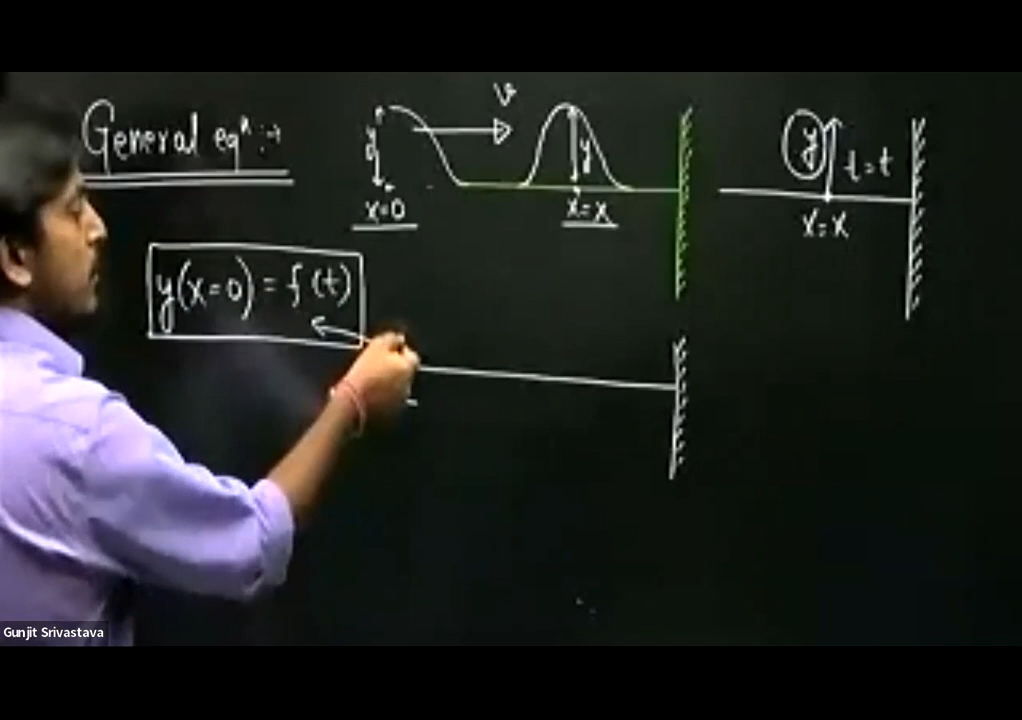 General eqⁿ :→
v
y
x=0
y
x=x
y
t=t
x=x
y(x=0) = f(t)
Gunjit Srivastava